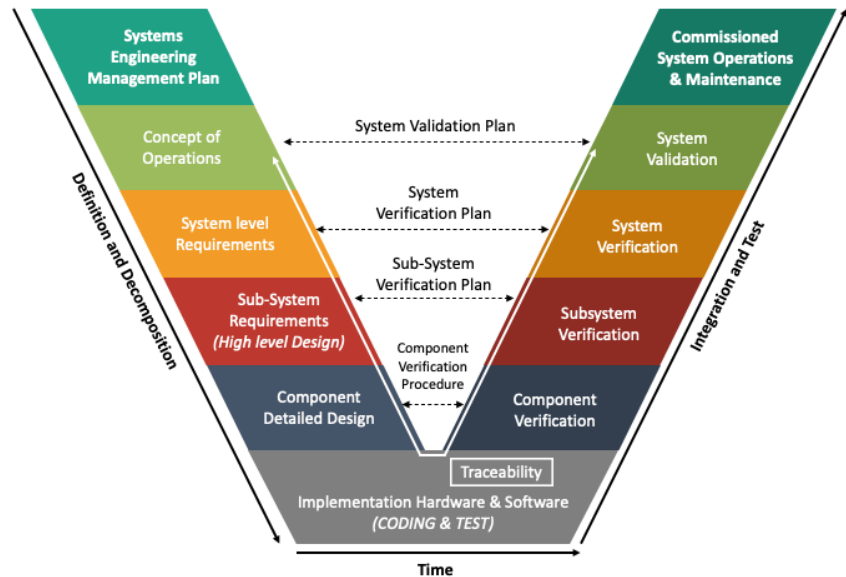 Systems
Engineering
Management Plan
Commissioned
System Operations
& Maintenance
System Validation Plan
Concept of
Operations
System
Validation
System
Verification Plan
System level
Requirements
System
Verification
Sub-System
Verification Plan
Sub-System
Requirements
(High level Design)
Subsystem
Verification
Component
Verification
Procedure
Component
Detailed Design
Component
Verification
Traceability
Implementation Hardware & Software
(CODING & TEST)
Definition and Decomposition
Integration and Test
Time